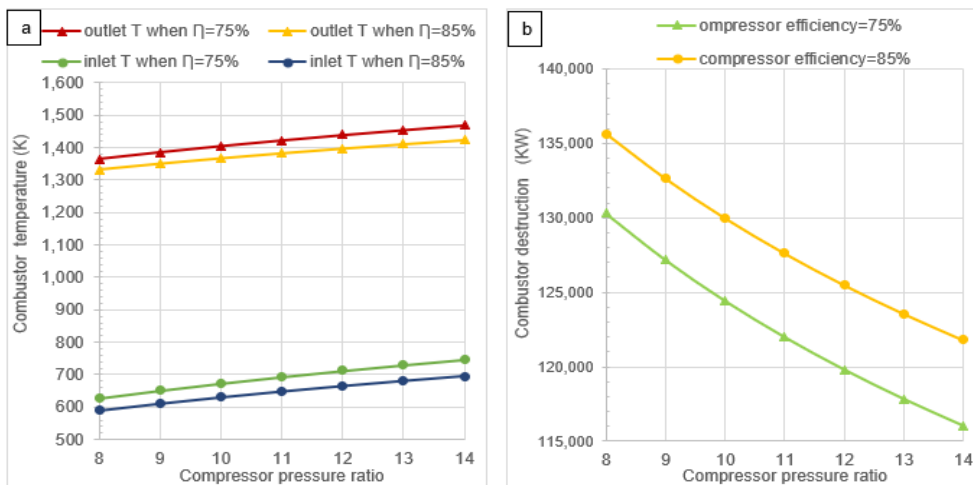 a
outlet T when Ƞ=75%
outlet T when Ƞ=85%
inlet T when Ƞ=75%
inlet T when Ƞ=85%
1,600
1,500
1,400
1,300
1,200
1,100
1,000
900
800
700
600
500
Combustor temperature (K)
8 9 10 11 12 13 14
Compressor pressure ratio
b
ompressor efficiency=75%
compressor efficiency=85%
140,000
135,000
130,000
125,000
120,000
115,000
Combustor destruction (KW)
8 9 10 11 12 13 14
Compressor pressure ratio